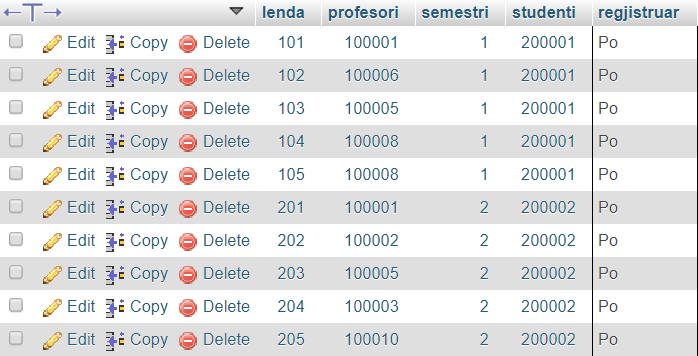 lenda profesori semestri studenti regjistruar
Edit Copy Delete 101 100001 1 200001 Po
Edit Copy Delete 102 100006 1 200001 Po
Edit Copy Delete 103 100005 1 200001 Po
Edit Copy Delete 104 100008 1 200001 Po
Edit Copy Delete 105 100008 1 200001 Po
Edit Copy Delete 201 100001 2 200002 Po
Edit Copy Delete 202 100002 2 200002 Po
Edit Copy Delete 203 100005 2 200002 Po
Edit Copy Delete 204 100003 2 200002 Po
Edit Copy Delete 205 100010 2 200002 Po